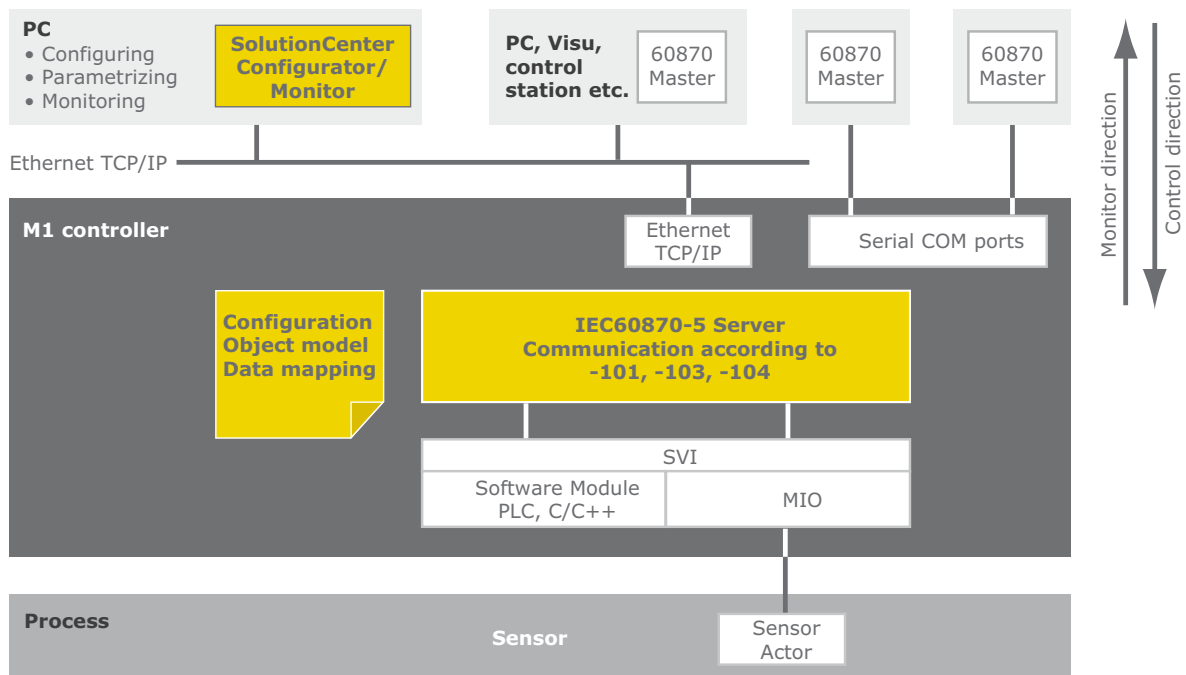 PC
• Configuring
• Parametrizing
• Monitoring
SolutionCenter
Configurator/
Monitor
PC, Visu,
control
station etc.
60870
Master
60870
Master
60870
Master
Monitor direction
Control direction
Ethernet TCP/IP
M1 controller
Ethernet
TCP/IP
Serial COM ports
Configuration
Object model
Data mapping
IEC60870-5 Server
Communication according to
-101, -103, -104
SVI
Software Module
PLC, C/C++
MIO
Process
Sensor
Sensor
Actor